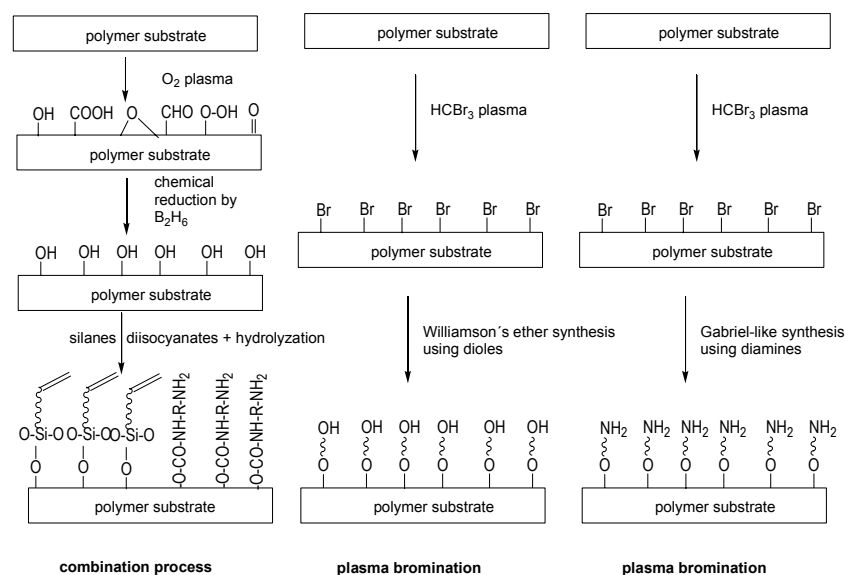 polymer substrate
O2 plasma
OH COOH O CHO O-OH O
polymer substrate
chemical
reduction by
B2H6
OH OH OH OH OH OH
polymer substrate
silanes diisocyanates + hydrolyzation
O-Si-O O-Si-O O-Si-O
O O O
O-CO-NH-R-NH2
O-CO-NH-R-NH2
O-CO-NH-R-NH2
polymer substrate
combination process
polymer substrate
HCBr3 plasma
Br Br Br Br Br Br
polymer substrate
Williamson´s ether synthesis
using dioles
OH OH OH OH OH OH
O O O O O O
polymer substrate
plasma bromination
polymer substrate
HCBr3 plasma
Br Br Br Br Br Br
polymer substrate
Gabriel-like synthesis
using diamines
NH2 NH2 NH2 NH2 NH2 NH2
O O O O O O
polymer substrate
plasma bromination